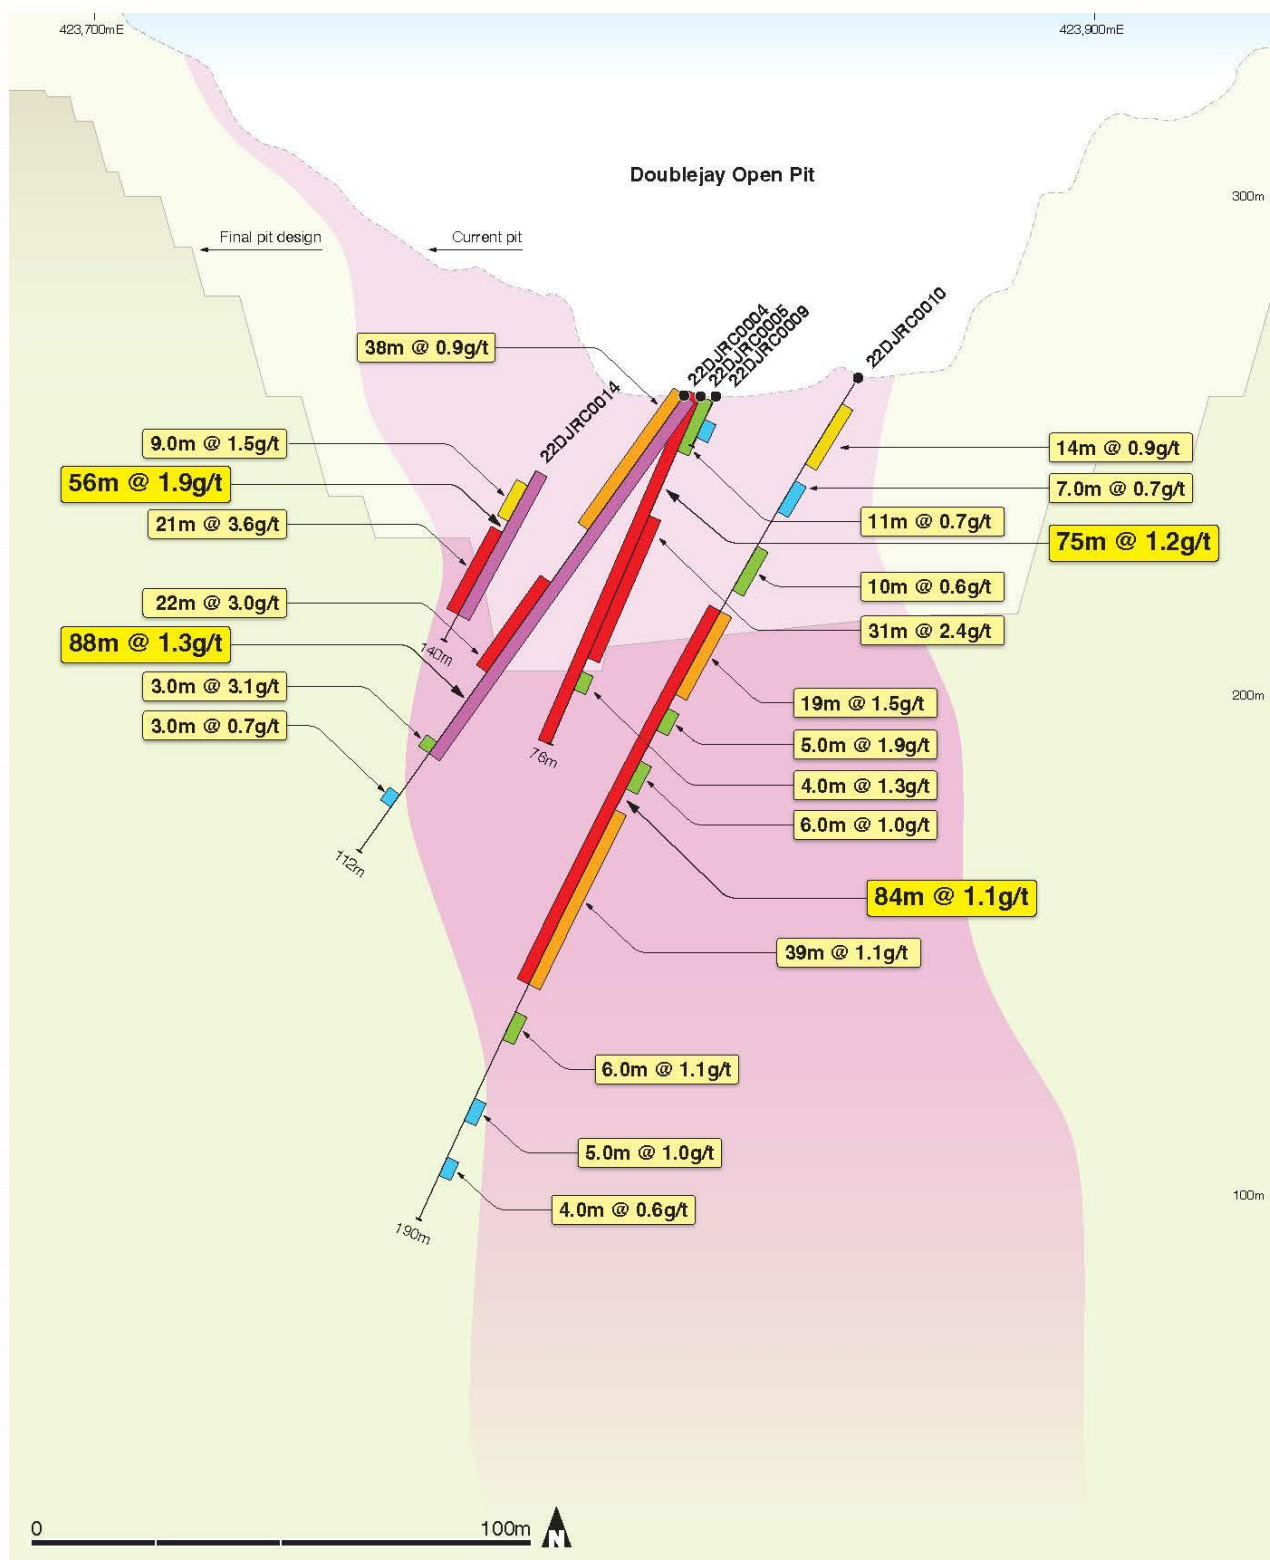 423,700mE
423,900mE
Doublejay Open Pit
300m
Final pit design
Current pit
22DJRC0004
22DJRC0005
22DJRC0009
22DJRC0010
38m @ 0.9g/t
22DJRC0014
9.0m @ 1.5g/t
56m @ 1.9g/t
21m @ 3.6g/t
14m @ 0.9g/t
7.0m @ 0.7g/t
11m @ 0.7g/t
75m @ 1.2g/t
10m @ 0.6g/t
31m @ 2.4g/t
22m @ 3.0g/t
88m @ 1.3g/t
140m
3.0m @ 3.1g/t
3.0m @ 0.7g/t
200m
19m @ 1.5g/t
5.0m @ 1.9g/t
76m
4.0m @ 1.3g/t
6.0m @ 1.0g/t
112m
84m @ 1.1g/t
39m @ 1.1g/t
6.0m @ 1.1g/t
5.0m @ 1.0g/t
100m
4.0m @ 0.6g/t
190m
0
100m
N